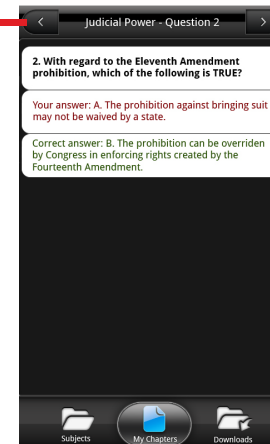 Judicial Power - Question 2
2. With regard to the Eleventh Amendment
prohibition, which of the following is TRUE?
Your answer: A. The prohibition against bringing suit
may not be waived by a state.
Correct answer: B. The prohibition can be overriden
by Congress in enforcing rights created by the
Fourteenth Amendment.
Subjects
My Chapters
Downloads